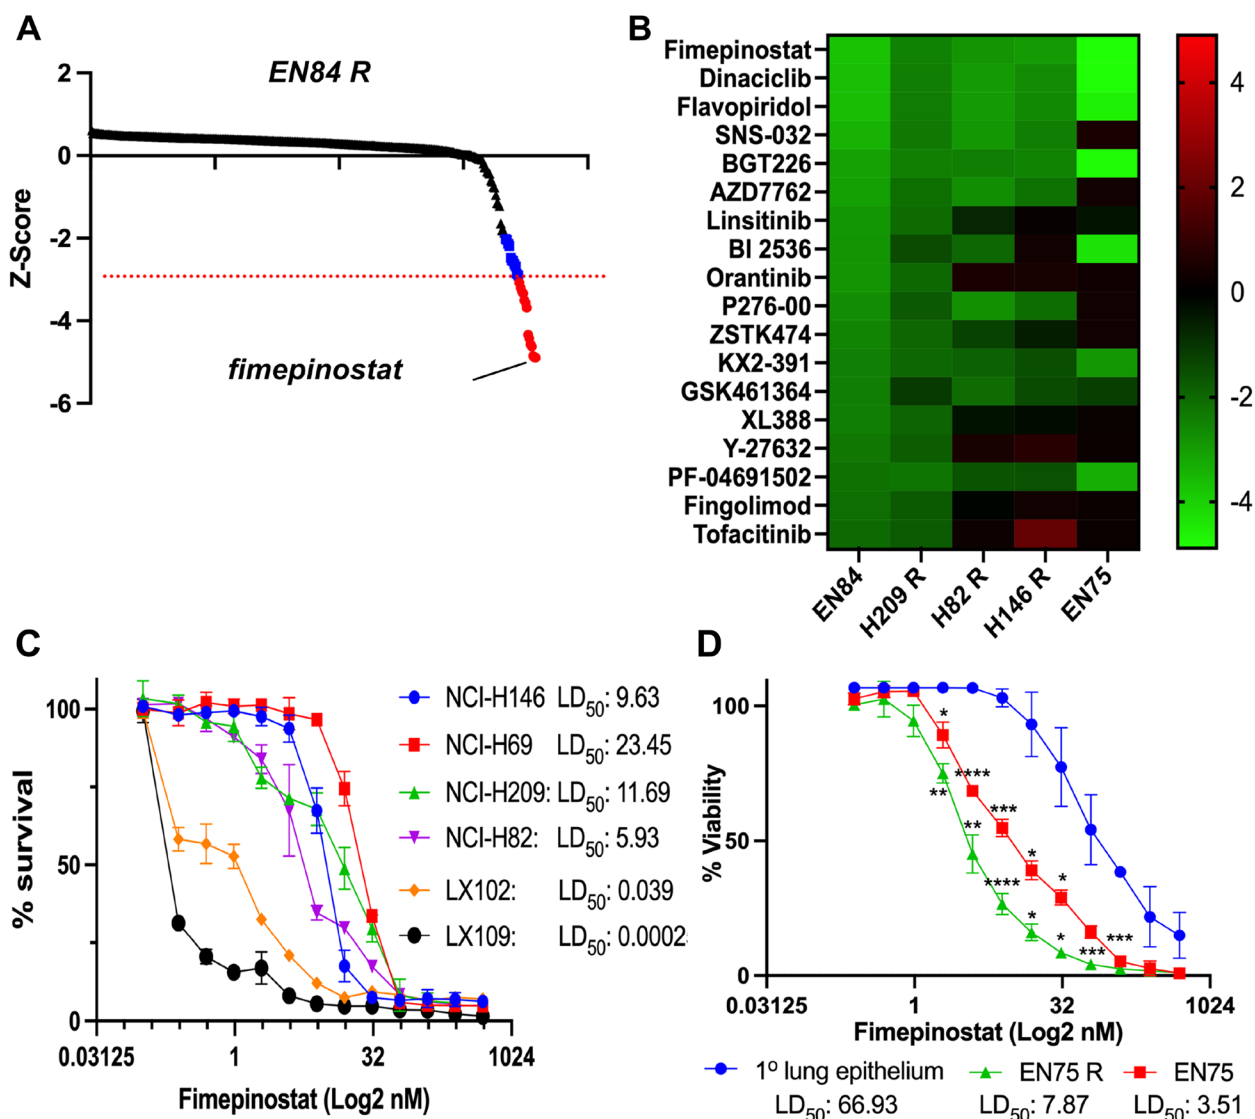 A
EN84 R
2
0
-2
-4
-6
Z-Score
fimepinostat
B
Fimepinostat
Dinaciclib
Flavopiridol
SNS-032
BGT226
AZD7762
Linsitinib
BI 2536
Orantinib
P276-00
ZSTK474
KX2-391
GSK461364
XL388
Y-27632
PF-04691502
Fingolimod
Tofacitinib
EN84
H209 R
H82 R
H146 R
EN75
4
2
0
-2
-4
C
100
50
0
% survival
0.03125
1
32
1024
Fimepinostat (Log2 nM)
NCI-H146 LD50: 9.63
NCI-H69 LD50: 23.45
NCI-H209: LD50: 11.69
NCI-H82: LD50: 5.93
LX102: LD50: 0.039
LX109: LD50: 0.0002
D
100
50
0
% Viability
*
****
***
*
*
***
**
**
****
*
*
***
0.03125
1
32
1024
Fimepinostat (Log2 nM)
1º lung epithelium EN75 R EN75
LD50: 66.93 LD50: 7.87 LD50: 3.51